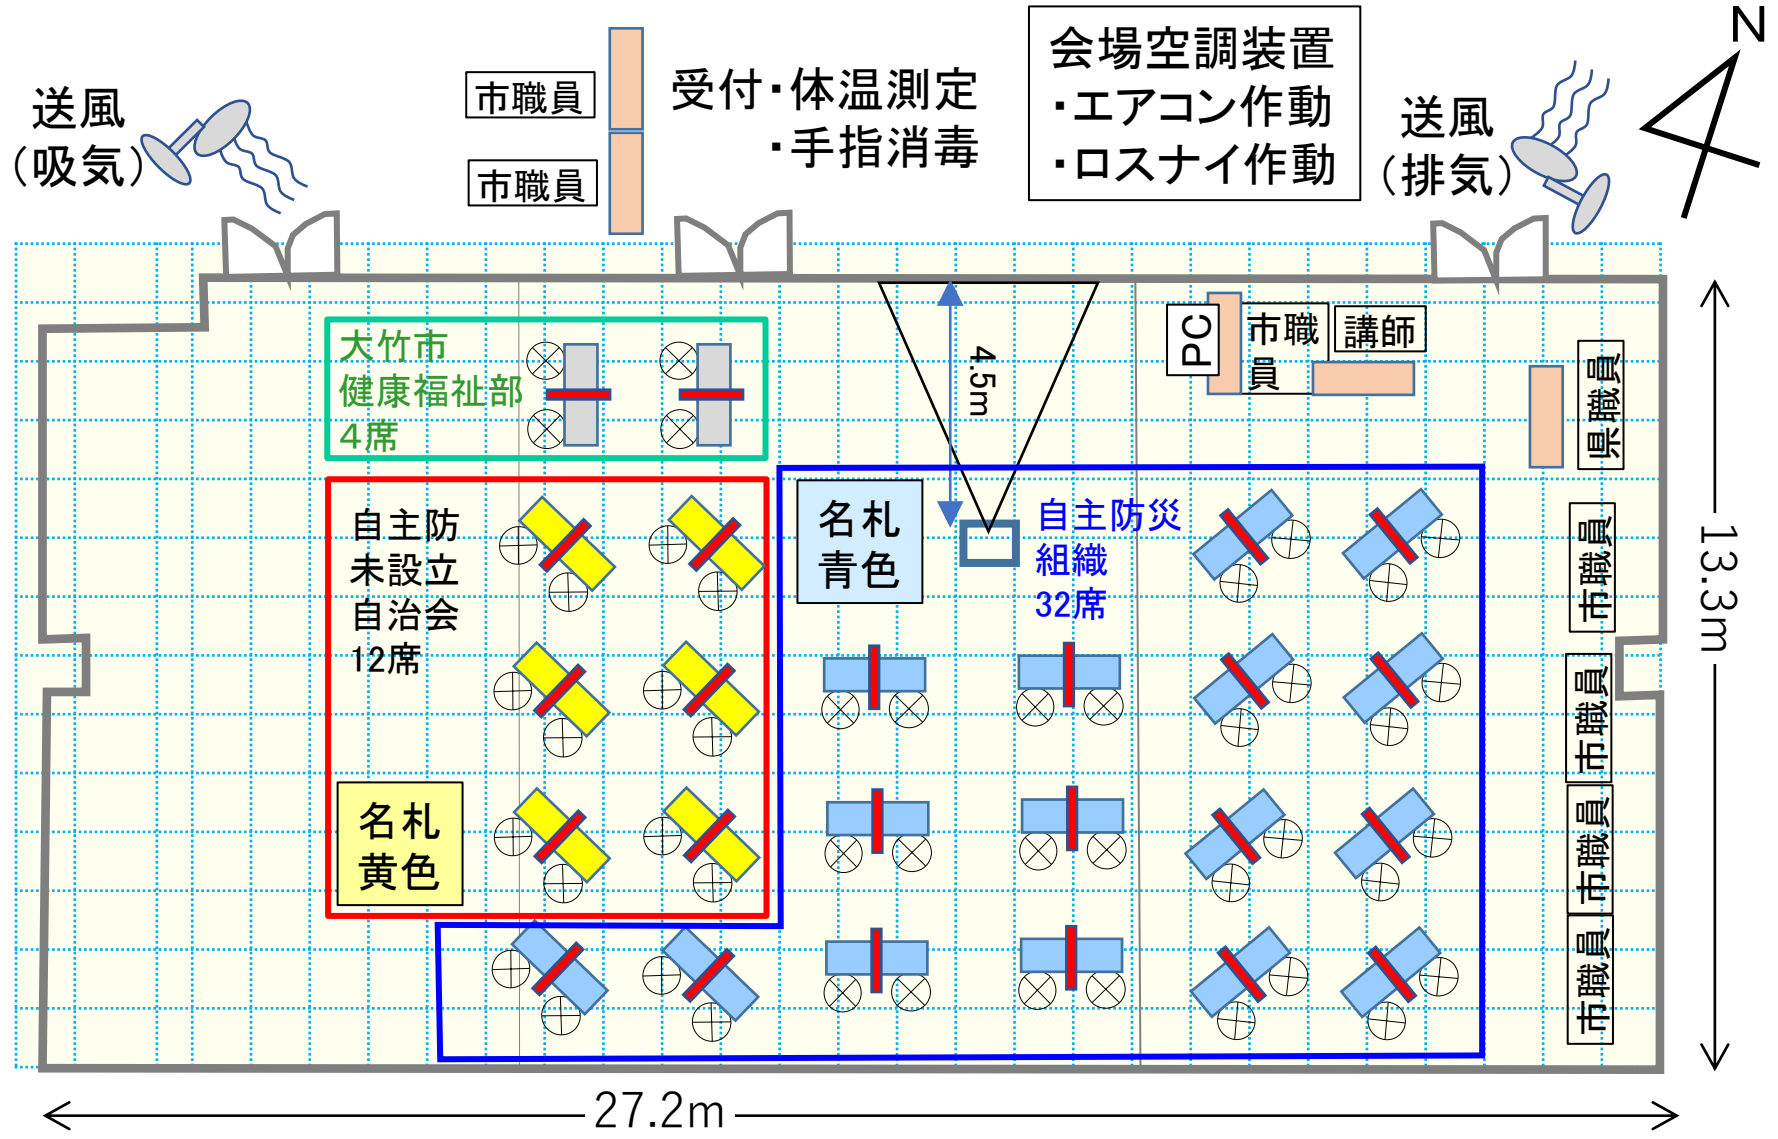 N
送風
（吸気）
市職員
市職員
受付・体温測定
・手指消毒
会場空調装置
・エアコン作動
・ロスナイ作動
送風
（排気）
大竹市
健康福祉部
4席
4.5m
PC
市職
員
講師
県職員
自主防
未設立
自治会
12席
名札
青色
自主防災
組織
32席
市職員
13.3m
市職員
名札
黄色
市職員
市職員
27.2m